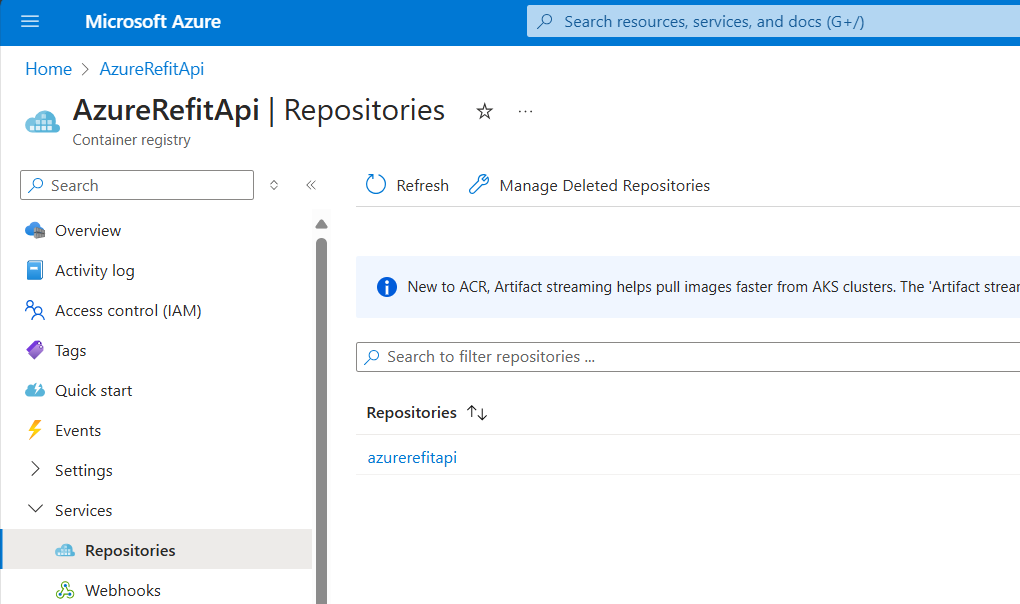 Microsoft Azure
Search resources, services, and docs (G+/)
Home > AzureRefitApi
AzureRefitApi | Repositories
Container registry
Search
Refresh
Manage Deleted Repositories
Overview
Activity log
Access control (IAM)
Tags
Quick start
Events
Settings
Services
Repositories
Webhooks
New to ACR, Artifact streaming helps pull images faster from AKS clusters. The 'Artifact strear
Search to filter repositories ...
Repositories
azurerefitapi